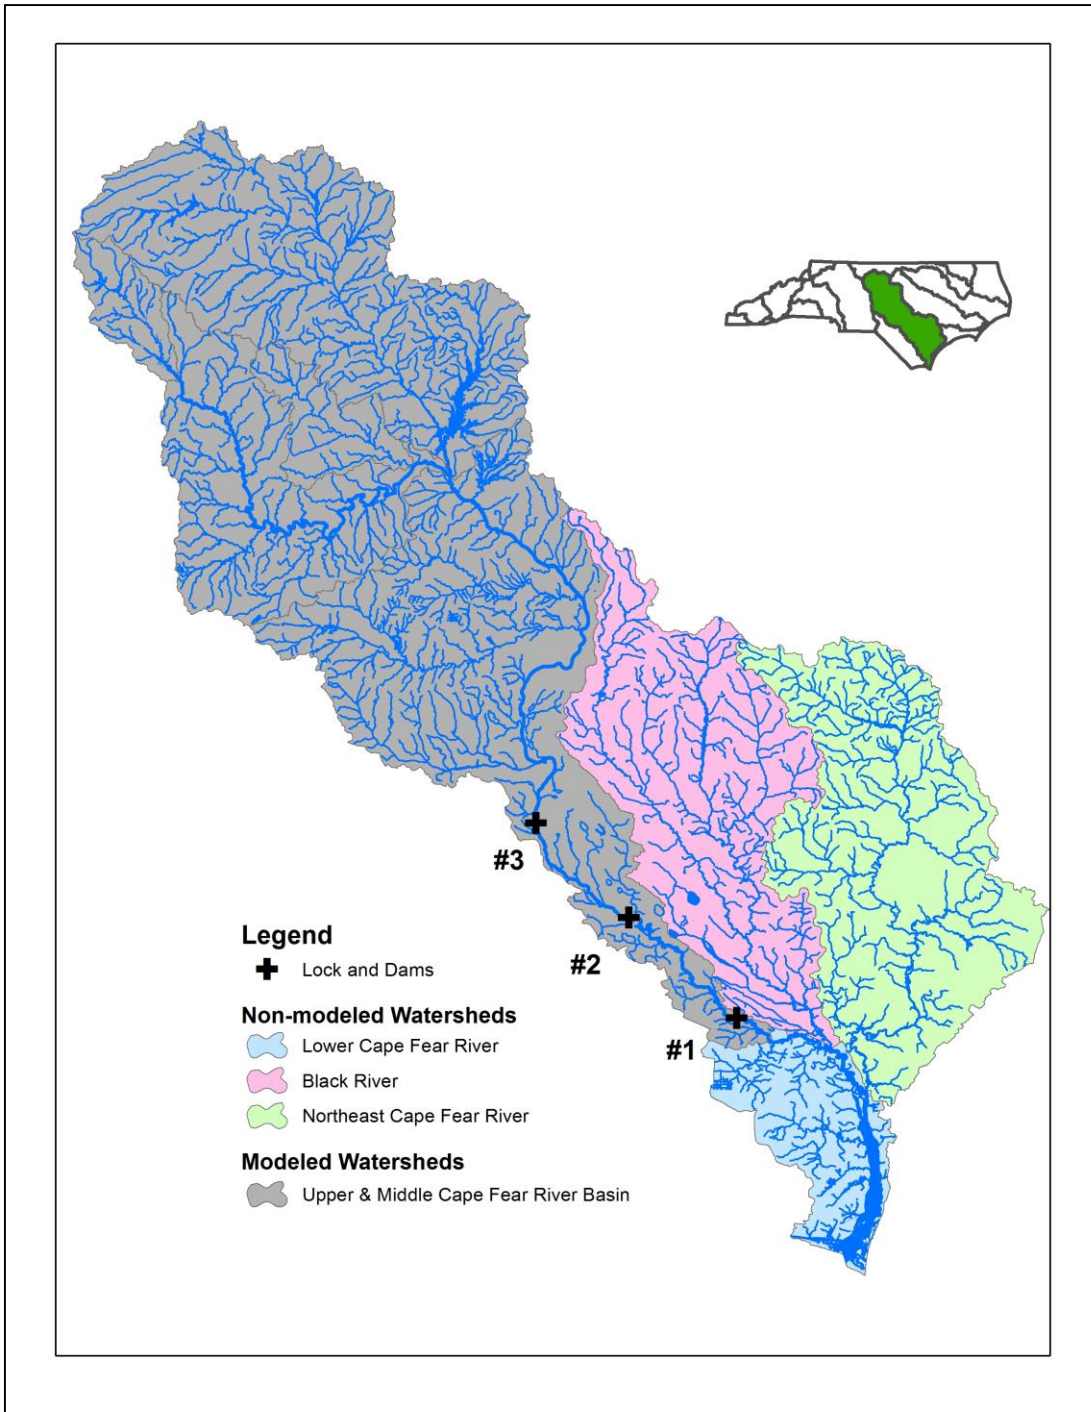 #3
#2
#1
Legend
Lock and Dams
Non-modeled Watersheds
Lower Cape Fear River
Black River
Northeast Cape Fear River
Modeled Watersheds
Upper & Middle Cape Fear River Basin